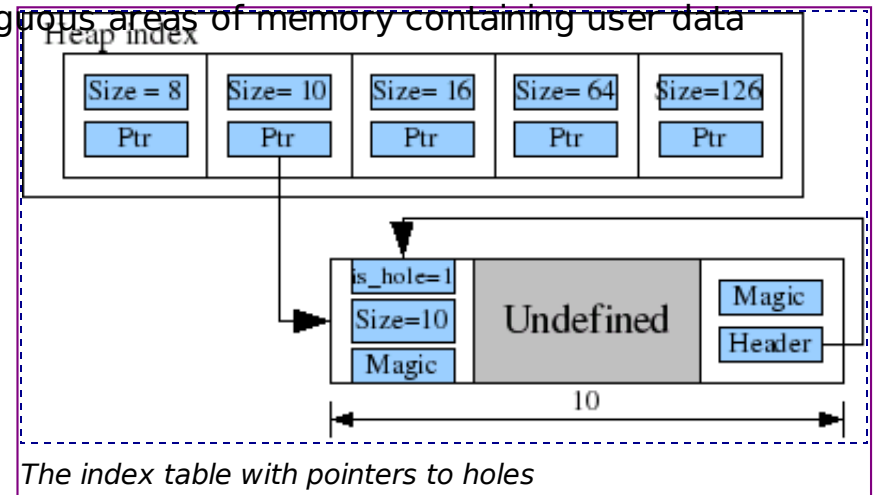 guous areas of memory containing user data
Heap index
Size = 8 Size= 10 Size= 16 Size= 64 Size=126
Ptr Ptr Ptr Ptr Ptr
is_hole=1
Size=10
Magic
Undefined
Magic
Header
10
The index table with pointers to holes